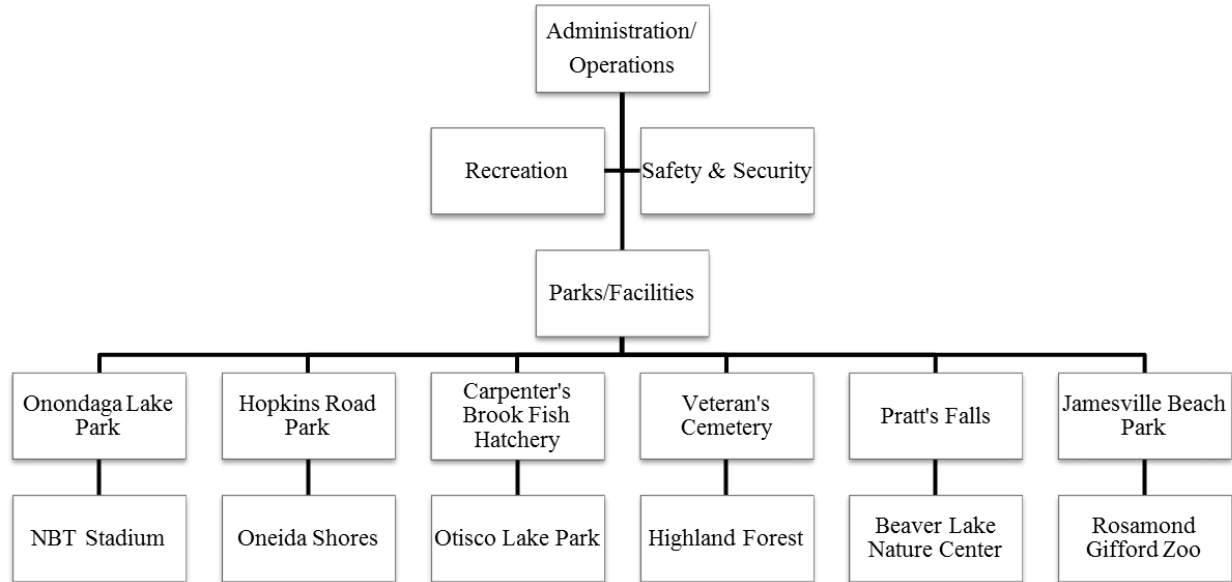 Administration/
Operations
Recreation
Safety & Security
Parks/Facilities
Onondaga Lake
Park
Hopkins Road
Park
Carpenter's
Brook Fish
Hatchery
Veteran's
Cemetery
Pratt's Falls
Jamesville Beach
Park
NBT Stadium
Oneida Shores
Otisco Lake Park
Highland Forest
Beaver Lake
Nature Center
Rosamond
Gifford Zoo